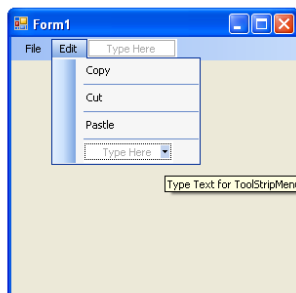 Form1
File Edit Type Here
Copy
Cut
Pastle
Type Here
Type Text for ToolStripMen